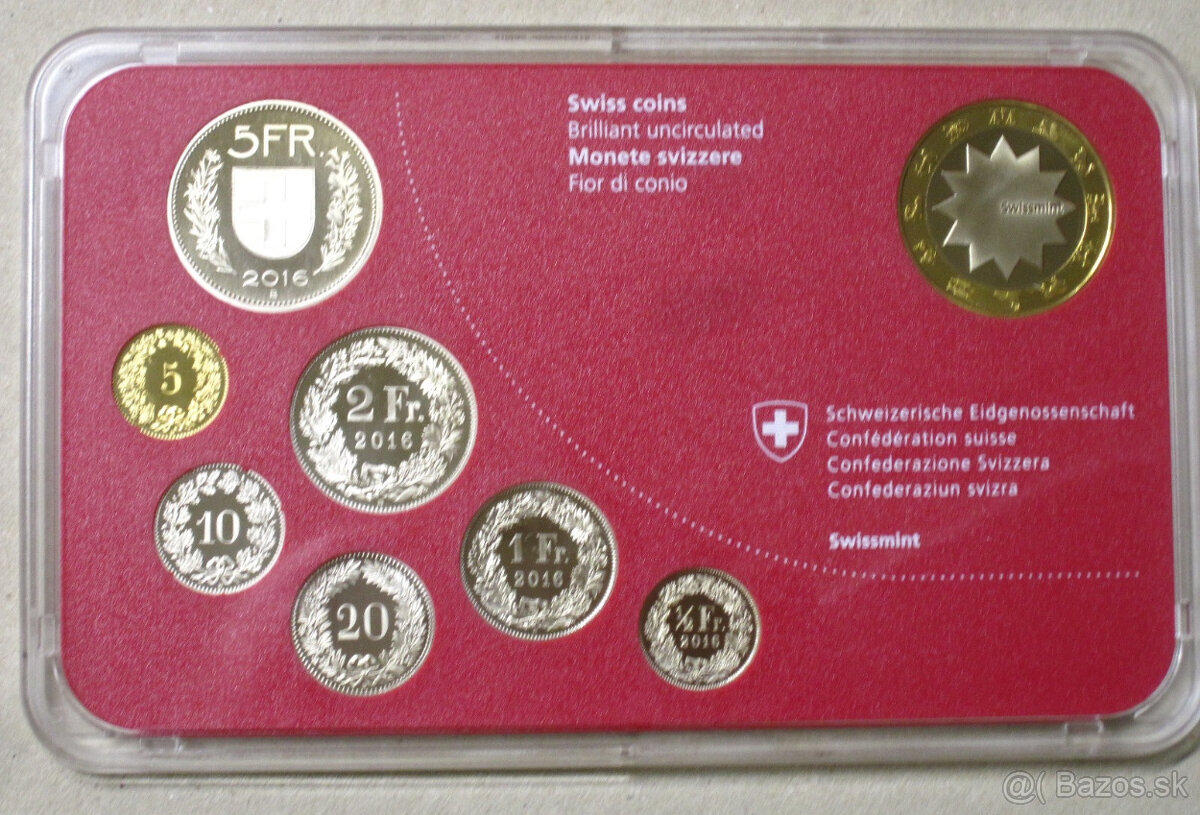 Swiss coins
Brilliant uncirculated
Monete svizzere
Fior di conio
5FR.
2016
B
Swissmint
5
2 Fr.
2016
10
20
1 Fr.
2016
½ Fr.
2016
Schweizerische Eidgenossenschaft
Confédération suisse
Confederazione Svizzera
Confederaziun svizra
Swissmint
@( Bazos.sk